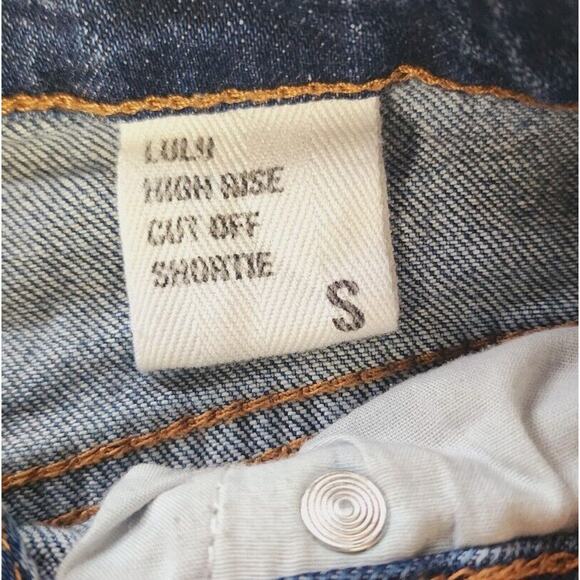 LULU
HIGH RISE
CUT OFF
SHORTIE
S